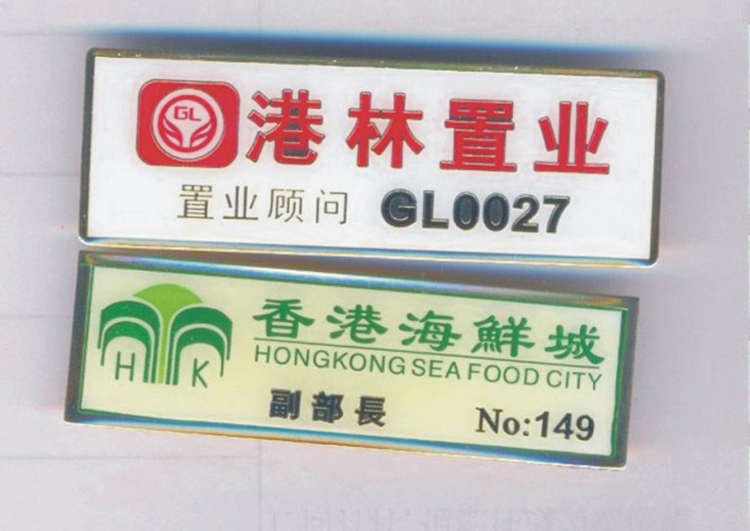 GL
港林置业
置业顾问 GL0027
香港海鮮城
HONGKONG SEA FOOD CITY
H K
副部長 No:149